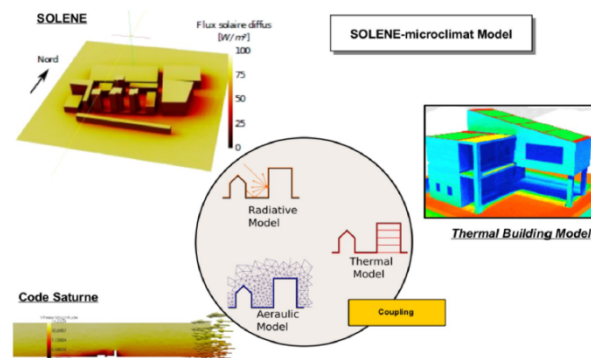 SOLENE
Flux solaire diffus
[W/m²]
100
75
50
25
0
Nord
SOLENE-microclimat Model
Radiative
Model
Thermal
Model
Aeraulic
Model
Thermal Building Model
Code Saturne
Coupling